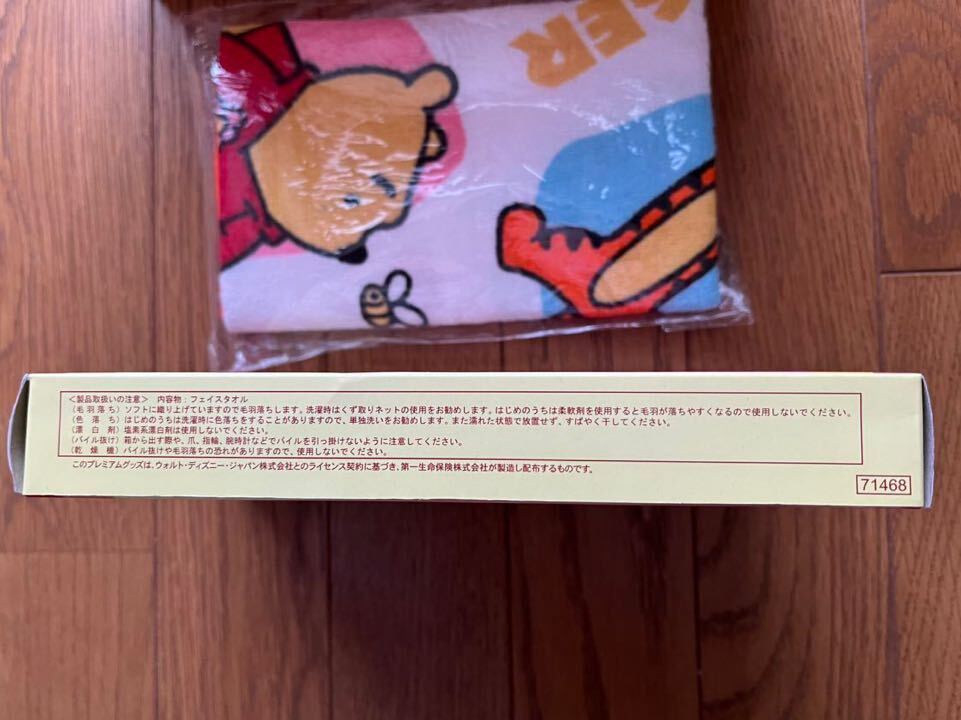 GER
＜製品取扱いの注意＞ 内容物：フェイスタオル
(毛羽落ち) ソフトに織り上げていますので毛羽落ちします。洗濯時はくず取りネットの使用をお勧めします。はじめのうちは柔軟剤を使用すると毛羽が落ちやすくなるので使用しないでください。
(色落ち) はじめのうちは洗濯時に色落ちをすることがありますので、単独洗いをお勧めします。また濡れた状態で放置せず、すばやく干してください。
(漂白剤) 塩素系漂白剤は使用しないでください。
(パイル抜け) 箱から出す際や、爪、指輪、腕時計などでパイルを引っ掛けないように注意してください。
(乾燥機) パイル抜けや毛羽落ちの恐れがありますので、使用しないでください。
このプレミアムグッズは、ウォルト・ディズニー・ジャパン株式会社とのライセンス契約に基づき、第一生命保険株式会社が製造し配布するものです。
71468